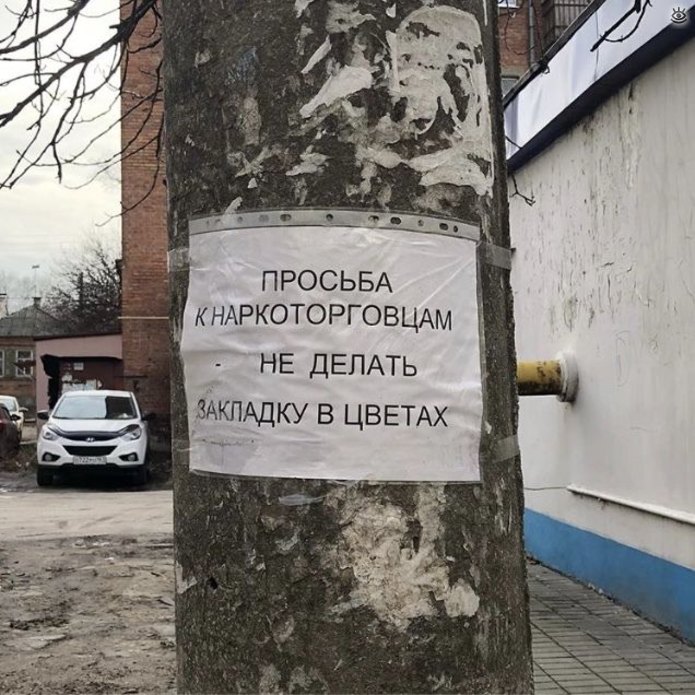 ПРОСЬБА
К НАРКОТОРГОВЦАМ
- НЕ ДЕЛАТЬ
ЗАКЛАДКУ В ЦВЕТАХ